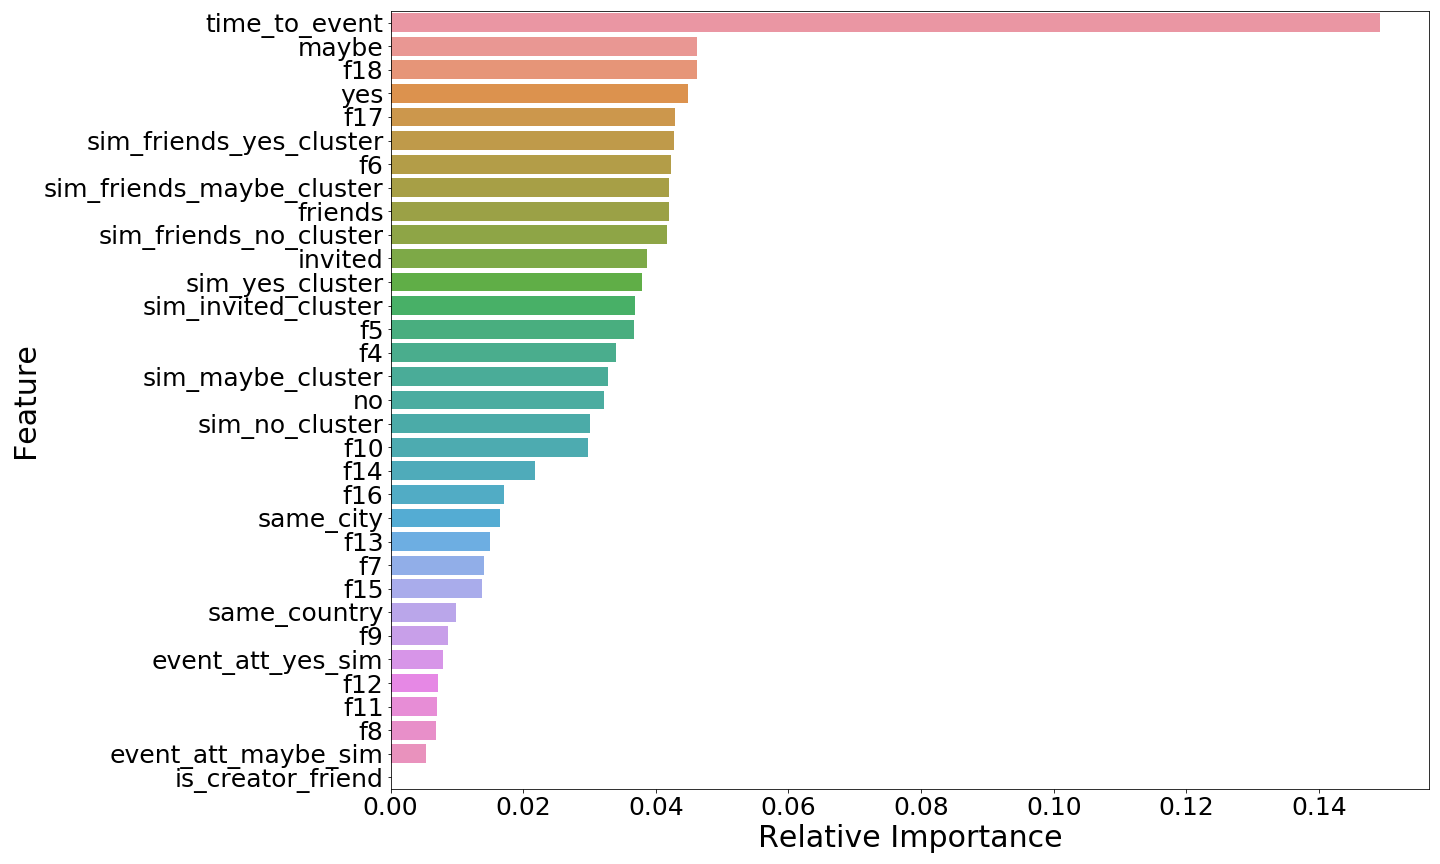 time_to_event
maybe
f18
yes
f17
sim_friends_yes_cluster
f6
sim_friends_maybe_cluster
friends
sim_friends_no_cluster
invited
sim_yes_cluster
sim_invited_cluster
f5
f4
sim_maybe_cluster
no
sim_no_cluster
f10
f14
f16
same_city
f13
f7
f15
same_country
f9
event_att_yes_sim
f12
f11
f8
event_att_maybe_sim
is_creator_friend
Feature
0.00 0.02 0.04 0.06 0.08 0.10 0.12 0.14
Relative Importance